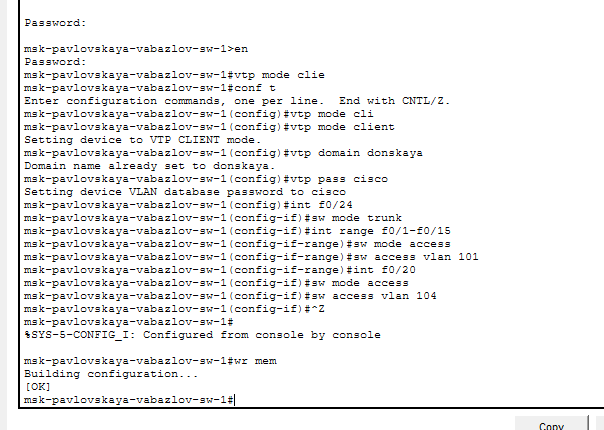 Password:
msk-pavlovskaya-vabazlov-sw-1>en
Password:
msk-pavlovskaya-vabazlov-sw-1#vtp mode clie
msk-pavlovskaya-vabazlov-sw-1#conf t
Enter configuration commands, one per line.  End with CNTL/Z.
msk-pavlovskaya-vabazlov-sw-1(config)#vtp mode cli
msk-pavlovskaya-vabazlov-sw-1(config)#vtp mode client
Setting device to VTP CLIENT mode.
msk-pavlovskaya-vabazlov-sw-1(config)#vtp domain donskaya
Domain name already set to donskaya.
msk-pavlovskaya-vabazlov-sw-1(config)#vtp pass cisco
Setting device VLAN database password to cisco
msk-pavlovskaya-vabazlov-sw-1(config)#int f0/24
msk-pavlovskaya-vabazlov-sw-1(config-if)#sw mode trunk
msk-pavlovskaya-vabazlov-sw-1(config-if)#int range f0/1-f0/15
msk-pavlovskaya-vabazlov-sw-1(config-if-range)#sw mode access
msk-pavlovskaya-vabazlov-sw-1(config-if-range)#sw access vlan 101
msk-pavlovskaya-vabazlov-sw-1(config-if-range)#int f0/20
msk-pavlovskaya-vabazlov-sw-1(config-if)#sw mode access
msk-pavlovskaya-vabazlov-sw-1(config-if)#sw access vlan 104
msk-pavlovskaya-vabazlov-sw-1(config-if)#^Z
msk-pavlovskaya-vabazlov-sw-1#
%SYS-5-CONFIG_I: Configured from console by console
msk-pavlovskaya-vabazlov-sw-1#wr mem
Building configuration...
[OK]
msk-pavlovskaya-vabazlov-sw-1#
Copy